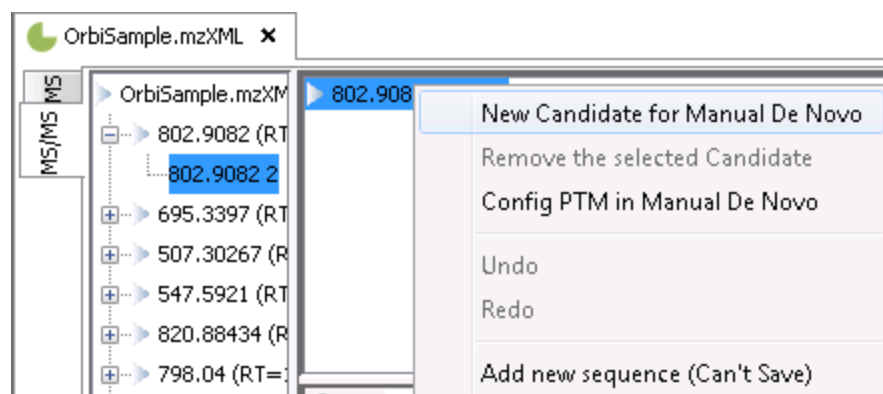 OrbiSample.mzXML
MS
MS/MS
OrbiSample.mzXM
802.9082 (RT
802.9082 2
695.3397 (RT
507.30267 (R
547.5921 (RT
820.88434 (R
798.04 (RT=
802.908
New Candidate for Manual De Novo
Remove the selected Candidate
Config PTM in Manual De Novo
Undo
Redo
Add new sequence (Can't Save)